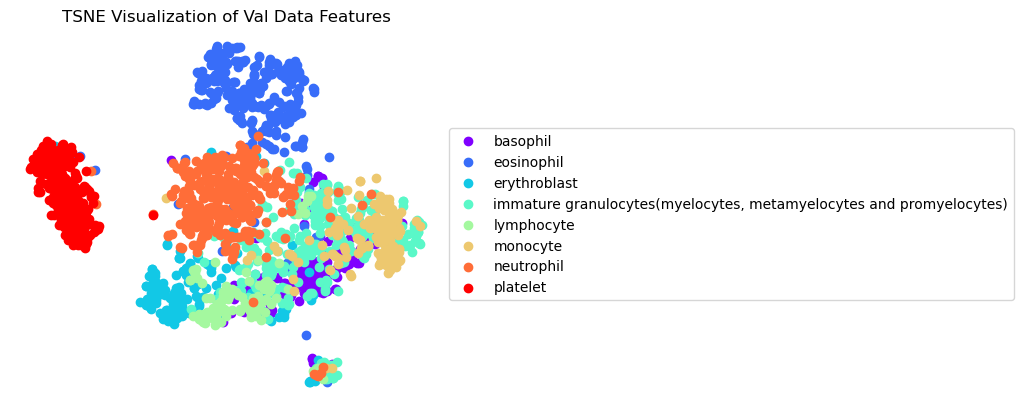 TSNE Visualization of Val Data Features
basophil
eosinophil
erythroblast
immature granulocytes(myelocytes, metamyelocytes and promyelocytes)
lymphocyte
monocyte
neutrophil
platelet